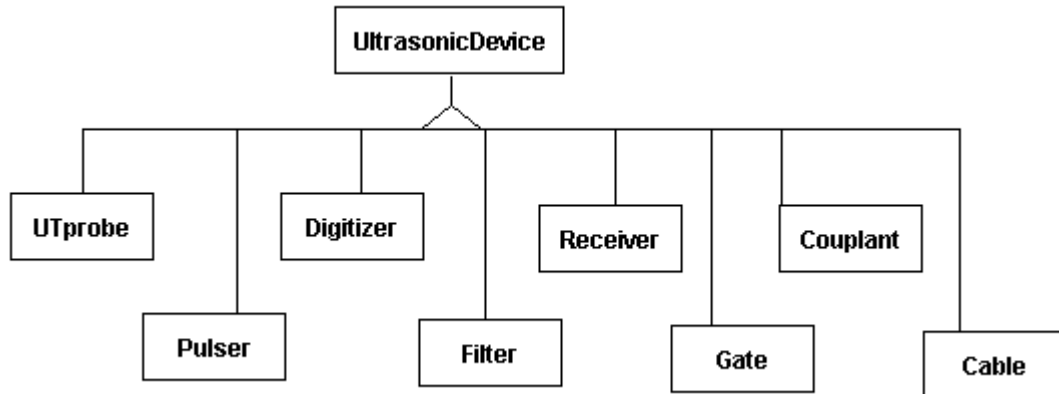 UltrasonicDevice
UTprobe
Digitizer
Receiver
Couplant
Pulser
Filter
Gate
Cable